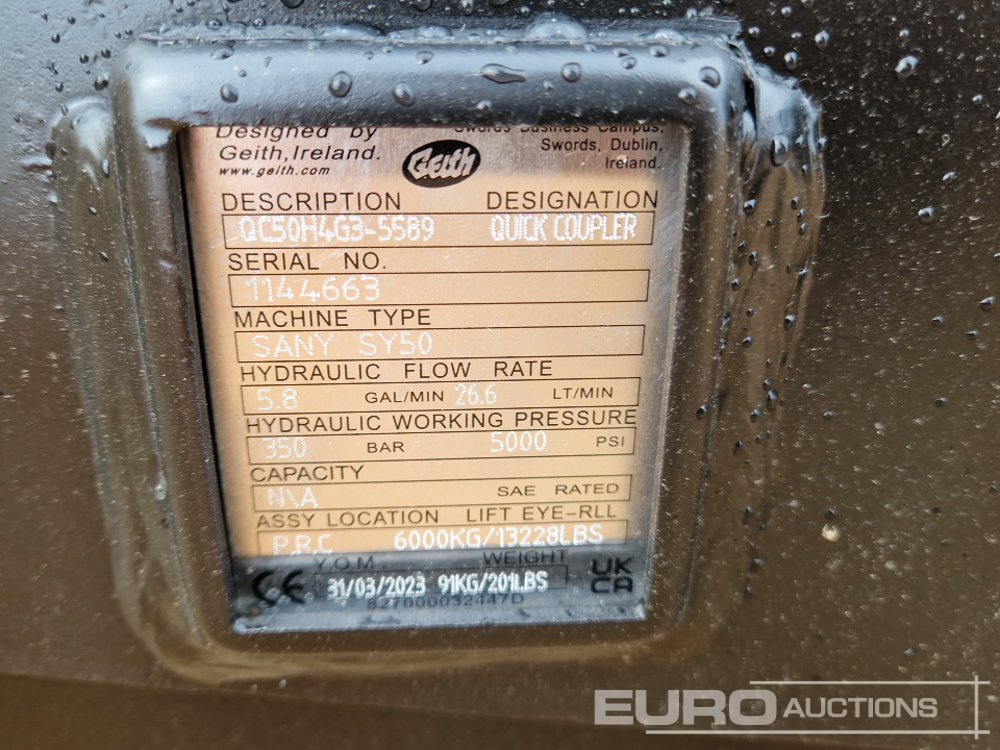 Designed by
Geith, Ireland.
www.geith.com
Geith
Swords Business Campus,
Swords, Dublin,
Ireland.
DESCRIPTION DESIGNATION
QC50H4G3-5589 QUICK COUPLER
SERIAL NO.
1144663
MACHINE TYPE
SANY SY50
HYDRAULIC FLOW RATE
5.8 GAL/MIN 26.6 LT/MIN
HYDRAULIC WORKING PRESSURE
350 BAR 5000 PSI
CAPACITY
N\A SAE RATED
ASSY LOCATION LIFT EYE-RLL
P.R.C 6000KG/13228LBS
Y.O.M. WEIGHT
CE 31/03/2023 91KG/201LBS UK CA
827000032447D
EURO AUCTIONS